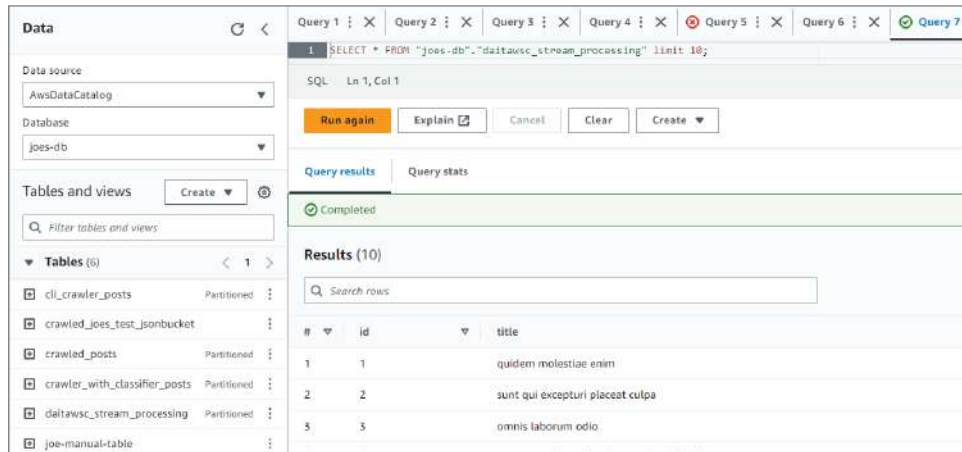 Data
Data source
AwsDataCatalog
Database
joes-db
Tables and views
Create
Filter tables and views
Tables (6)
< 1 >
cli_crawler_posts Partitioned
crawled_joes_test_jsonbucket
crawled_posts Partitioned
crawler_with_classifier_posts Partitioned
daitawsc_stream_processing Partitioned
joe-manual-table
Query 1 Query 2 Query 3 Query 4 Query 5 Query 6 Query 7
1 SELECT * FROM "joes-db"."daitawsc_stream_processing" limit 10;
SQL Ln 1, Col 1
Run again Explain Cancel Clear Create
Query results Query stats
Completed
Results (10)
Search rows
# id title
1 1 quidem molestiae enim
2 2 sunt qui excepturi placeat culpa
3 3 omnis laborum odio